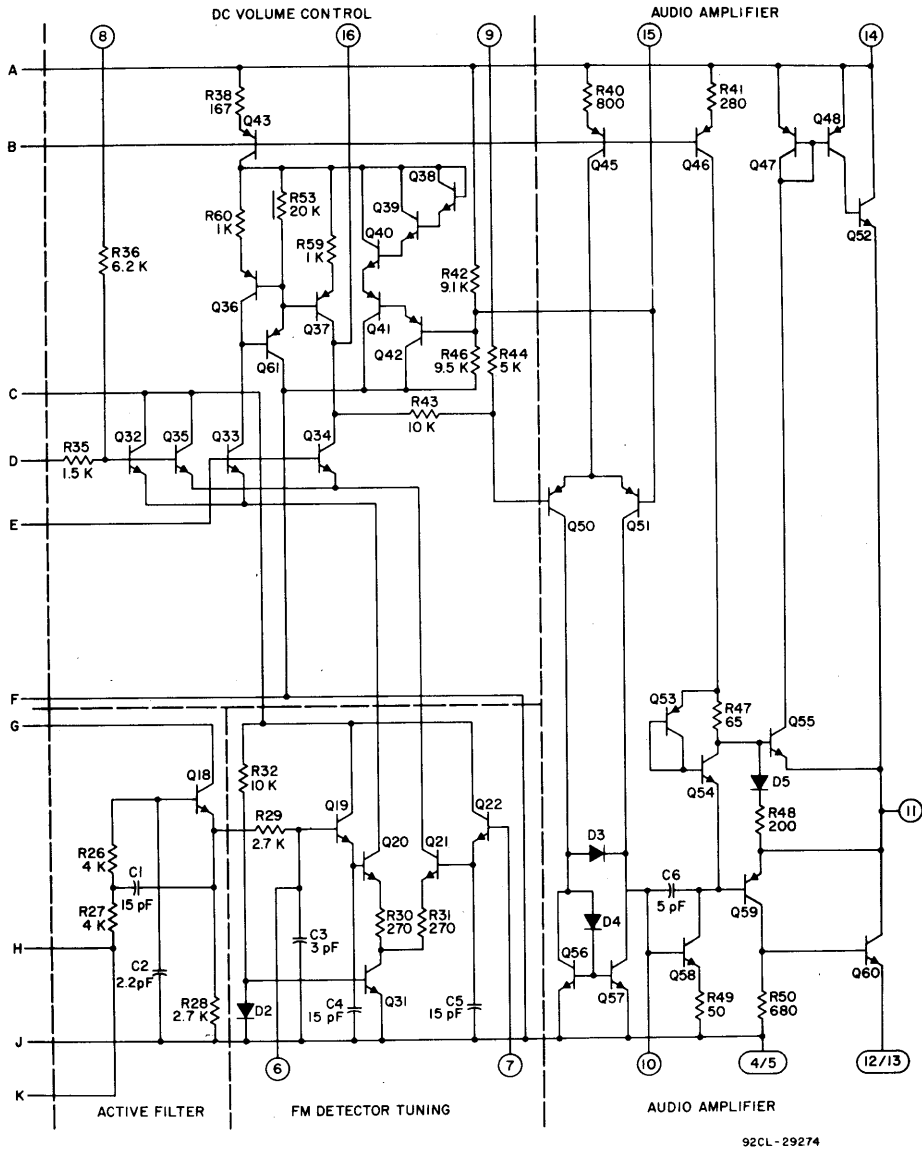 DC VOLUME CONTROL
AUDIO AMPLIFIER
8
16
9
15
14
A
R38
167
Q43
R40
800
R41
280
Q48
B
Q45
Q46
Q47
Q38
R53
20 K
Q39
R60
1 K
Q40
Q52
R59
1 K
R36
6.2 K
R42
9.1 K
Q36
Q37
Q41
Q61
Q42
R46
9.5 K
R44
5 K
C
R43
10 K
Q32
Q35
Q33
Q34
D
R35
1.5 K
E
Q50
Q51
F
Q53
R47
65
Q55
G
Q18
R32
10 K
Q54
D5
Q19
Q22
R29
2.7 K
Q20
Q21
R48
200
11
D3
R26
4 K
C1
15 pF
C6
5 pF
Q59
R27
4 K
R30
270
R31
270
D4
C3
3 pF
H
Q56
Q58
Q60
C2
2.2 pF
Q57
R28
2.7 K
D2
C4
15 pF
Q31
C5
15 pF
R49
50
R50
680
J
6
7
10
4/5
12/13
K
ACTIVE FILTER
FM DETECTOR TUNING
AUDIO AMPLIFIER
92CL-29274